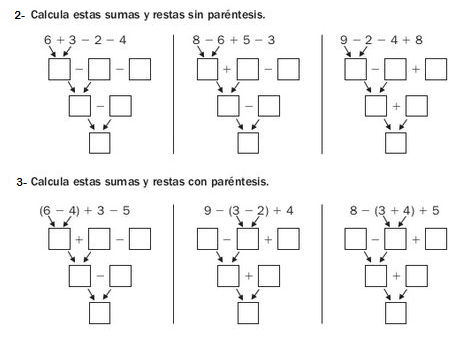 2- Calcula estas sumas y restas sin paréntesis.
6 + 3 − 2 − 4
− −
−
8 − 6 + 5 − 3
+ −
−
9 − 2 − 4 + 8
− +
+
3- Calcula estas sumas y restas con paréntesis.
(6 − 4) + 3 − 5
+ −
−
9 − (3 − 2) + 4
− +
+
8 − (3 + 4) + 5
− +
+